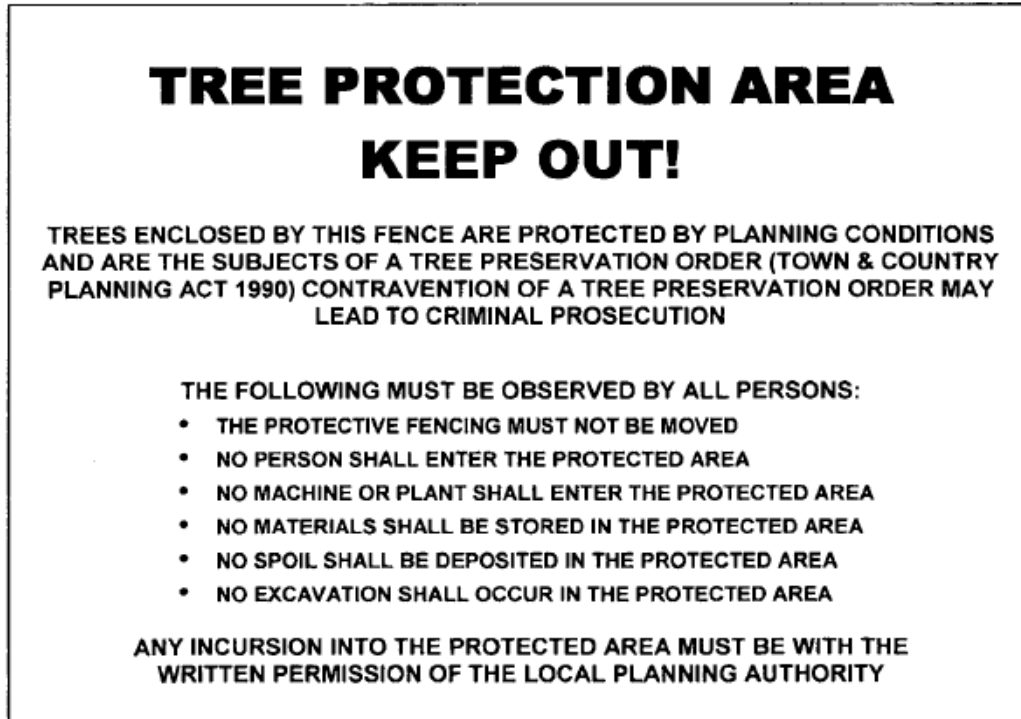 TREE PROTECTION AREA
KEEP OUT!
TREES ENCLOSED BY THIS FENCE ARE PROTECTED BY PLANNING CONDITIONS
AND ARE THE SUBJECTS OF A TREE PRESERVATION ORDER (TOWN & COUNTRY
PLANNING ACT 1990) CONTRAVENTION OF A TREE PRESERVATION ORDER MAY
LEAD TO CRIMINAL PROSECUTION
THE FOLLOWING MUST BE OBSERVED BY ALL PERSONS:
• THE PROTECTIVE FENCING MUST NOT BE MOVED
• NO PERSON SHALL ENTER THE PROTECTED AREA
• NO MACHINE OR PLANT SHALL ENTER THE PROTECTED AREA
• NO MATERIALS SHALL BE STORED IN THE PROTECTED AREA
• NO SPOIL SHALL BE DEPOSITED IN THE PROTECTED AREA
• NO EXCAVATION SHALL OCCUR IN THE PROTECTED AREA
ANY INCURSION INTO THE PROTECTED AREA MUST BE WITH THE
WRITTEN PERMISSION OF THE LOCAL PLANNING AUTHORITY